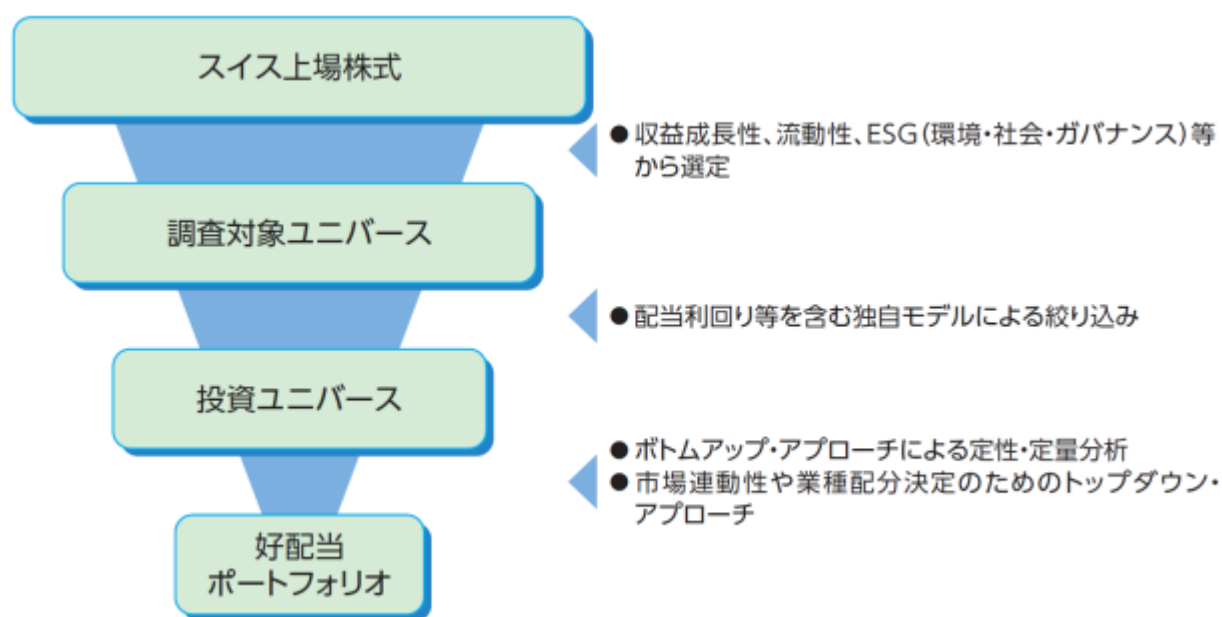 スイス上場株式
● 収益成長性、流動性、ESG(環境・社会・ガバナンス)等
から選定
調査対象ユニバース
● 配当利回り等を含む独自モデルによる絞り込み
投資ユニバース
● ボトムアップ・アプローチによる定性・定量分析
● 市場連動性や業種配分決定のためのトップダウン・
アプローチ
好配当
ポートフォリオ